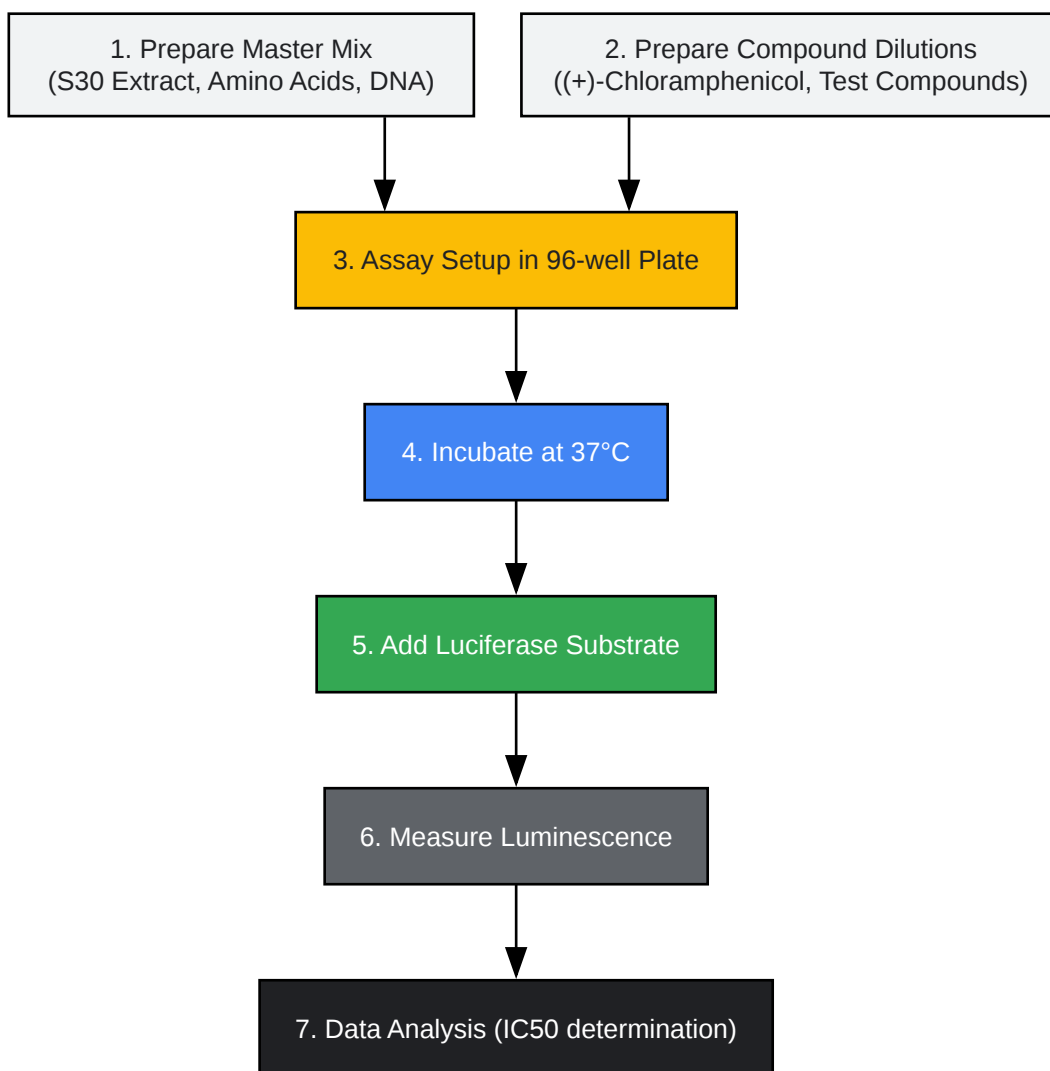 1. Prepare Master Mix
(S30 Extract, Amino Acids, DNA)
2. Prepare Compound Dilutions
((+)-Chloramphenicol, Test Compounds)
3. Assay Setup in 96-well Plate
4. Incubate at 37°C
5. Add Luciferase Substrate
6. Measure Luminescence
7. Data Analysis (IC50 determination)